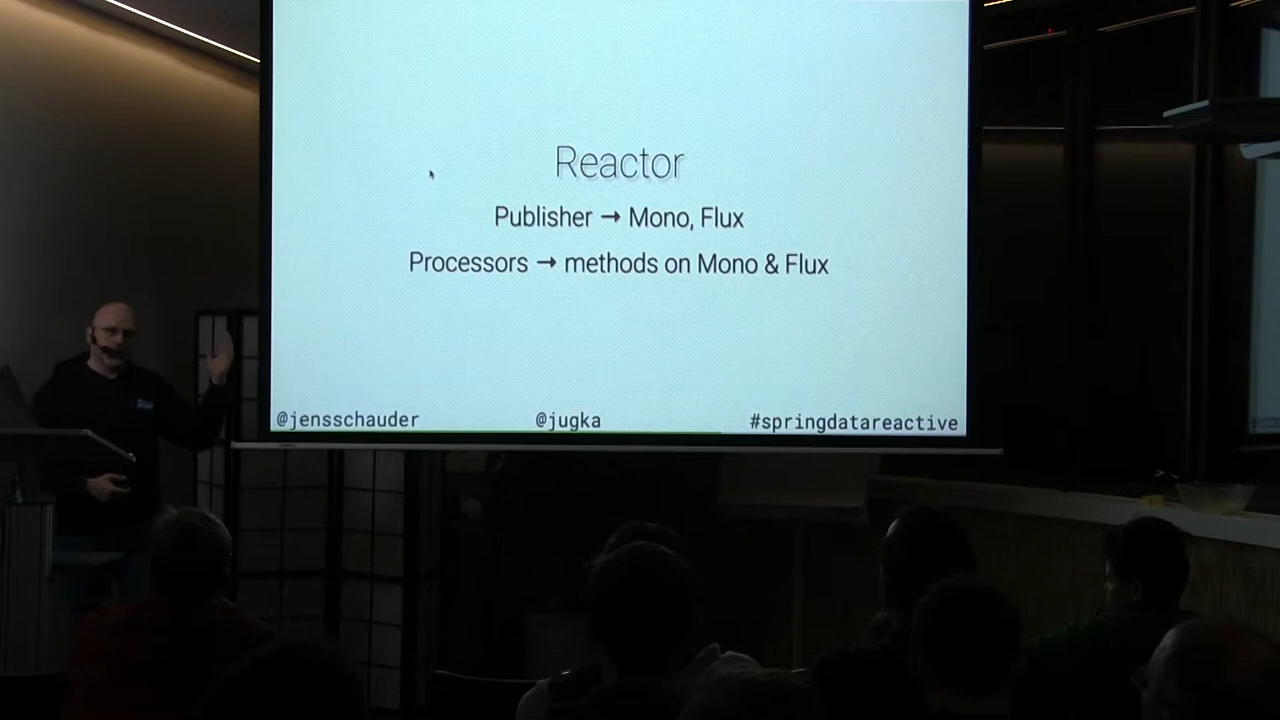 Reactor
Publisher → Mono, Flux
Processors → methods on Mono & Flux
@jensschauder @jugka #springdatareactive